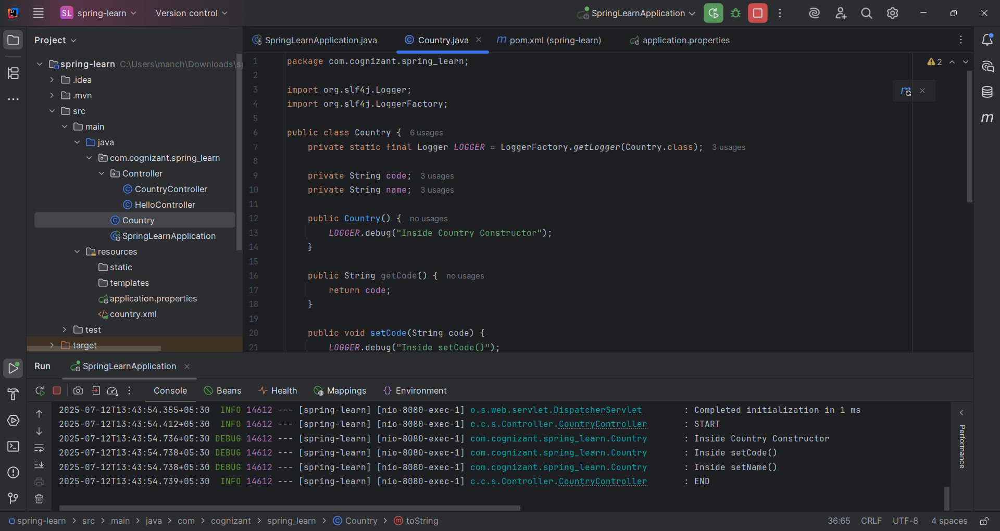 SL spring-learn Version control SpringLearnApplication
Project
spring-learn C:\Users\manch\Downloads\s
.idea
.mvn
src
main
java
com.cognizant.spring_learn
Controller
CountryController
HelloController
Country
SpringLearnApplication
resources
static
templates
application.properties
country.xml
test
target
SpringLearnApplication.java Country.java pom.xml (spring-learn) application.properties
2
1 package com.cognizant.spring_learn;
2
3 import org.slf4j.Logger;
4 import org.slf4j.LoggerFactory;
5
6 public class Country { 6 usages
7 private static final Logger LOGGER = LoggerFactory.getLogger(Country.class); 3 usages
8
9 private String code; 3 usages
10 private String name; 3 usages
11
12 public Country() { no usages
13 LOGGER.debug("Inside Country Constructor");
14 }
15
16 public String getCode() { no usages
17 return code;
18 }
19
20 public void setCode(String code) {
21 LOGGER.debug("Inside setCode()");
Run SpringLearnApplication
Console Beans Health Mappings Environment
2025-07-12T13:43:54.355+05:30 INFO 14612 --- [spring-learn] [nio-8080-exec-1] o.s.web.servlet.DispatcherServlet : Completed initialization in 1 ms
2025-07-12T13:43:54.412+05:30 INFO 14612 --- [spring-learn] [nio-8080-exec-1] c.c.s.Controller.CountryController : START
2025-07-12T13:43:54.736+05:30 DEBUG 14612 --- [spring-learn] [nio-8080-exec-1] com.cognizant.spring_learn.Country : Inside Country Constructor
2025-07-12T13:43:54.738+05:30 DEBUG 14612 --- [spring-learn] [nio-8080-exec-1] com.cognizant.spring_learn.Country : Inside setCode()
2025-07-12T13:43:54.738+05:30 DEBUG 14612 --- [spring-learn] [nio-8080-exec-1] com.cognizant.spring_learn.Country : Inside setName()
2025-07-12T13:43:54.739+05:30 INFO 14612 --- [spring-learn] [nio-8080-exec-1] c.c.s.Controller.CountryController : END
Performance
spring-learn > src > main > java > com > cognizant > spring_learn > Country > toString 36:65 CRLF UTF-8 4 spaces